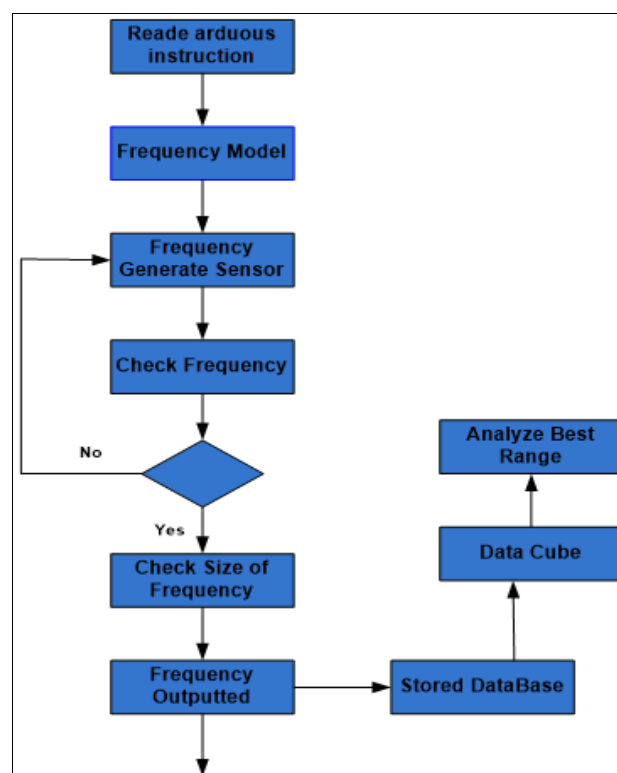 Reade arduous
instruction
Frequency Model
Frequency
Generate Sensor
Check Frequency
No
Yes
Check Size of
Frequency
Frequency
Outputted
Stored DataBase
Data Cube
Analyze Best
Range